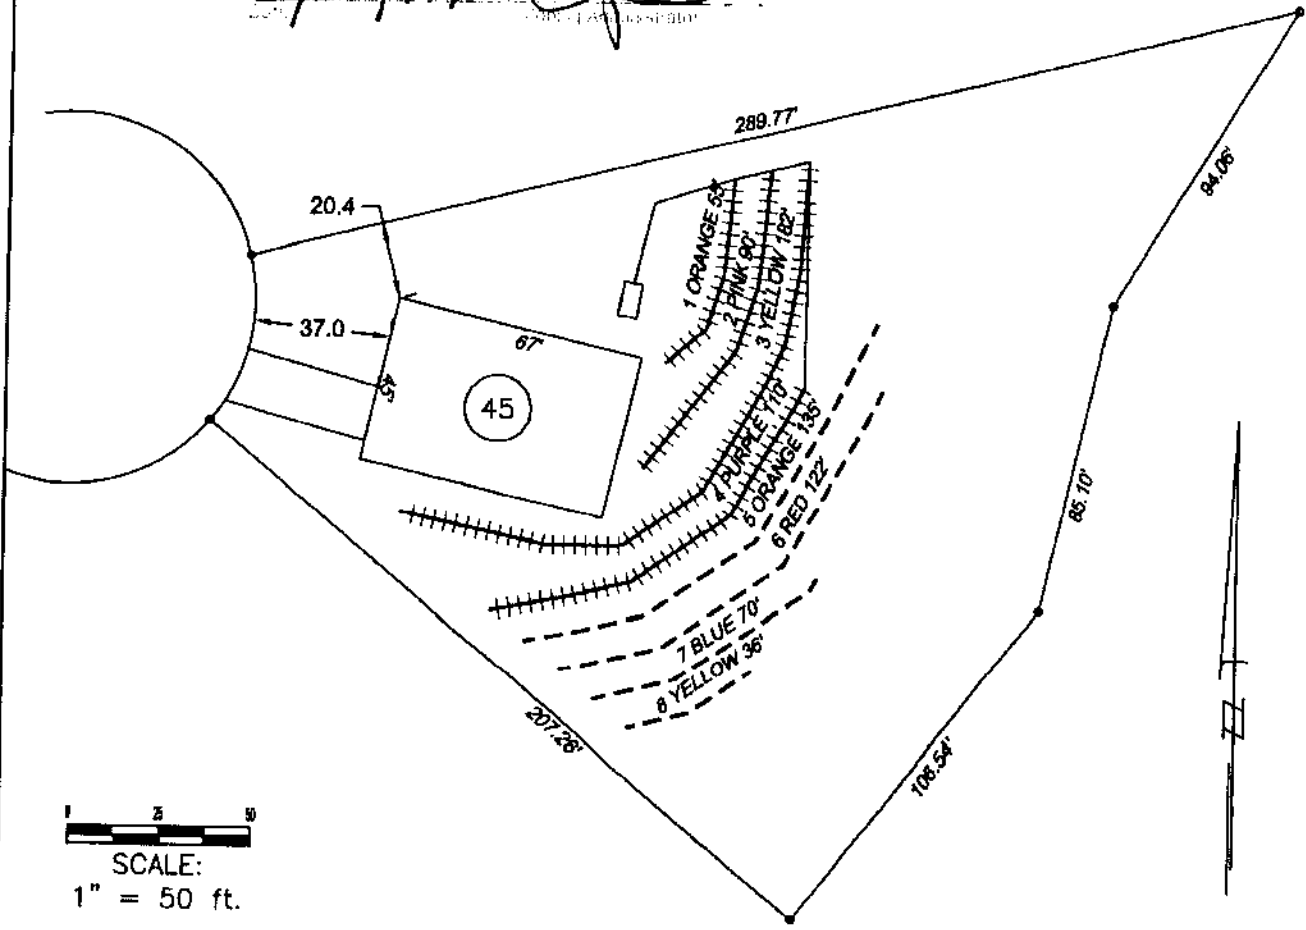 289.77'
94.06'
20.4
1 ORANGE 55'
2 PINK 90'
3 YELLOW 182'
37.0
67'
45'
45
4 PURPLE 110'
5 ORANGE 135'
6 RED 122'
85.10'
7 BLUE 70'
8 YELLOW 36'
207.26'
106.54'
N
25 50
SCALE:
1" = 50 ft.